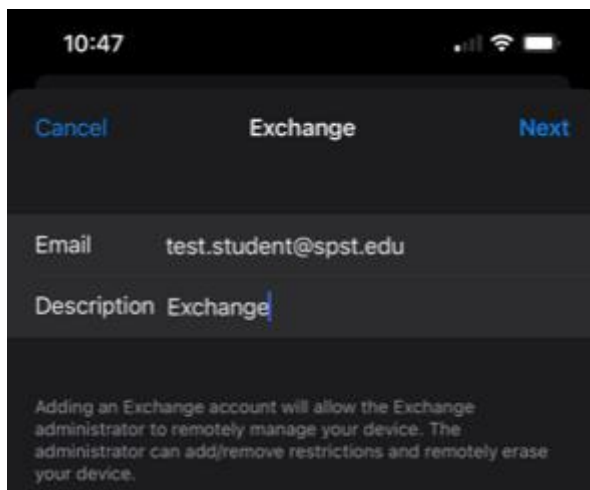 10:47
Cancel Exchange Next
Email test.student@spst.edu
Description Exchange
Adding an Exchange account will allow the Exchange
administrator to remotely manage your device. The
administrator can add/remove restrictions and remotely erase
your device.